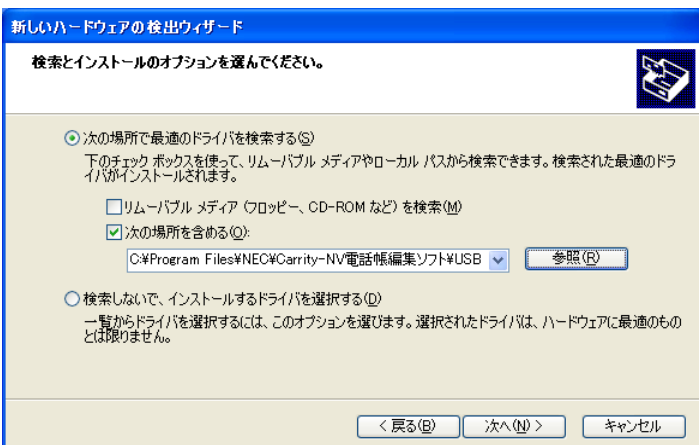 新しいハードウェアの検出ウィザード
検索とインストールのオプションを選んでください。
次の場所で最適のドライバを検索する(S)
下のチェック ボックスを使って、リムーバブル メディアやローカル パスから検索できます。検索された最適のドラ
イバがインストールされます。
リムーバブル メディア (フロッピー、CD-ROM など) を検索(M)
次の場所を含める(O):
C:¥Program Files¥NEC¥Carrity-NV電話帳編集ソフト¥USB
参照(R)
検索しないで、インストールするドライバを選択する(D)
一覧からドライバを選択するには、このオプションを選びます。選択されたドライバは、ハードウェアに最適のもの
とは限りません。
< 戻る(B)
次へ(N) >
キャンセル